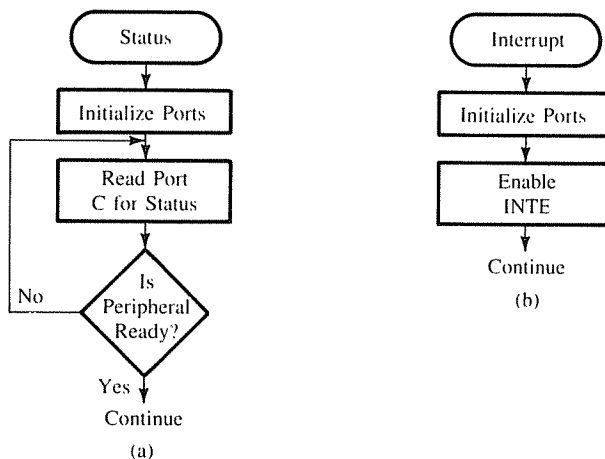 Status
Initialize Ports
Read Port
C for Status
Is
Peripheral
Ready?
No
Yes
Continue
(a)
Interrupt
Initialize Ports
Enable
INTE
Continue
(b)